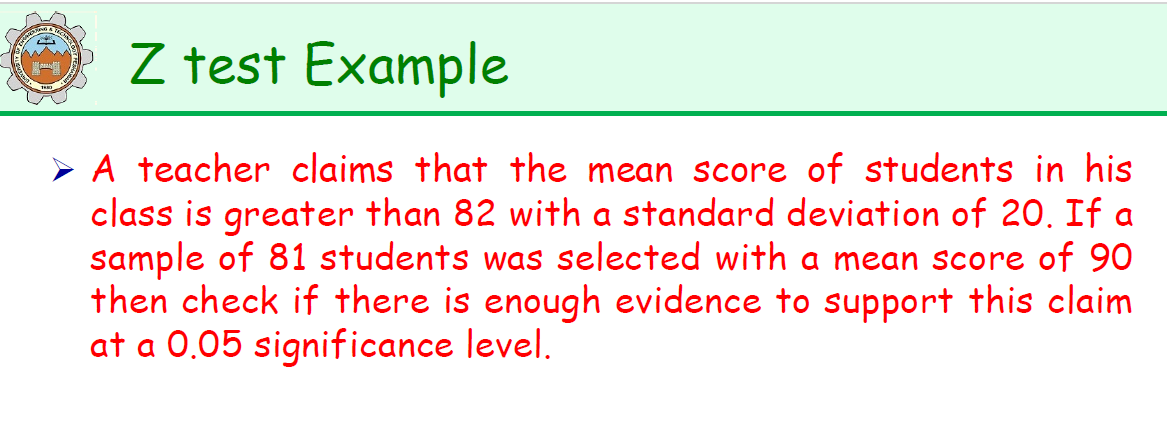 Z test Example
A teacher claims that the mean score of students in his
class is greater than 82 with a standard deviation of 20. If a
sample of 81 students was selected with a mean score of 90
then check if there is enough evidence to support this claim
at a 0.05 significance level.